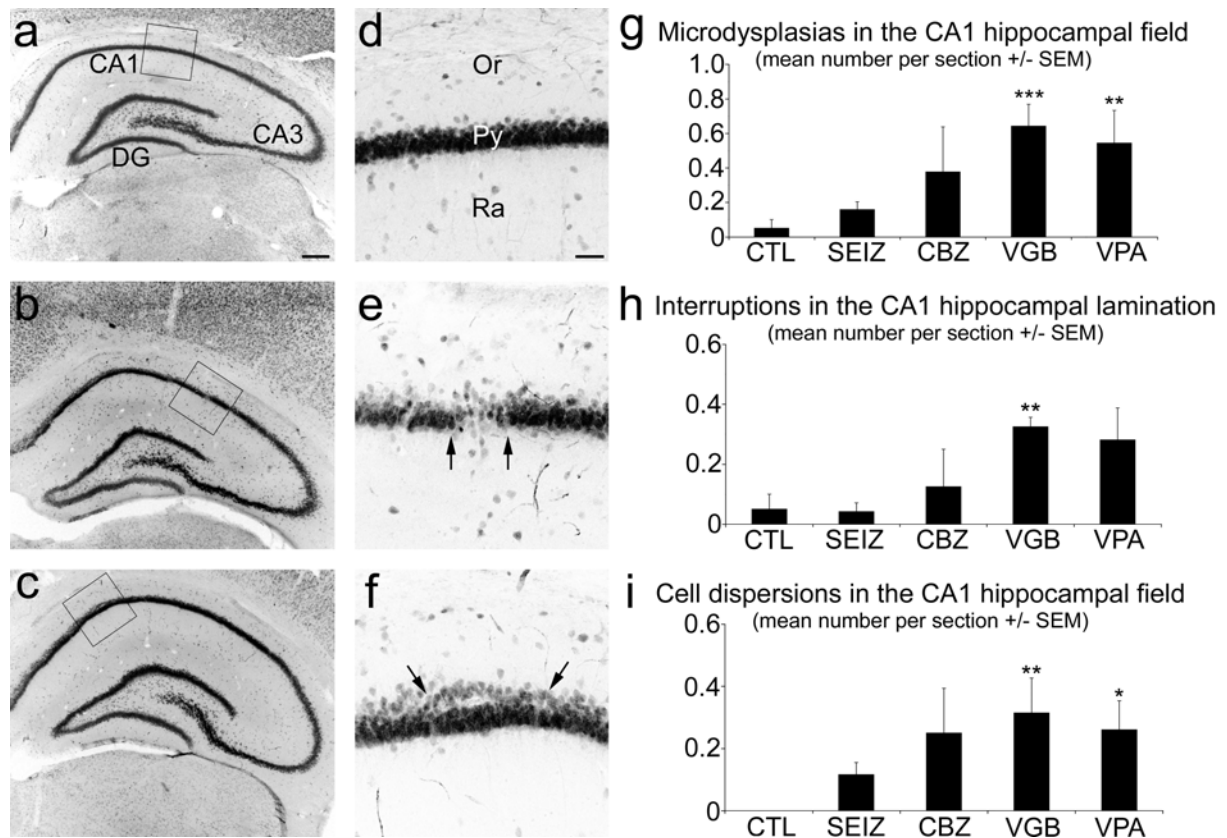 a
CA1
CA3
DG
b
c
d
Or
Py
Ra
e
f
g Microdysplasias in the CA1 hippocampal field
(mean number per section +/- SEM)
1.0
0.8
0.6
0.4
0.2
0
***
**
CTL SEIZ CBZ VGB VPA
h Interruptions in the CA1 hippocampal lamination
(mean number per section +/- SEM)
0.6
0.4
0.2
0
**
CTL SEIZ CBZ VGB VPA
i Cell dispersions in the CA1 hippocampal field
(mean number per section +/- SEM)
0.6
0.4
0.2
0
**
*
CTL SEIZ CBZ VGB VPA